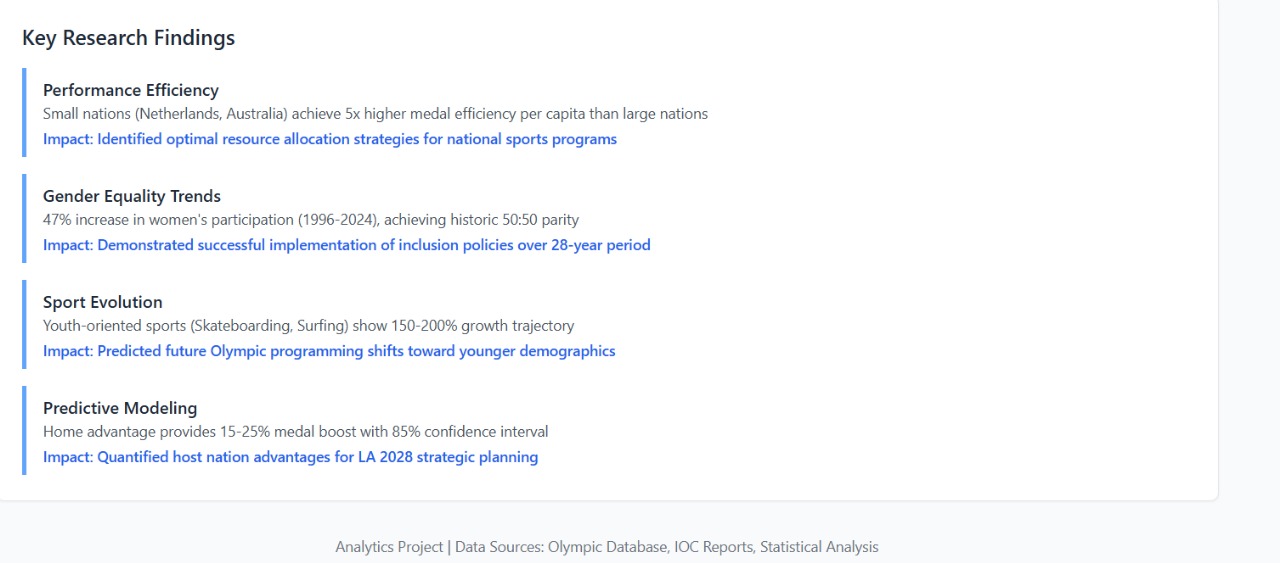 Key Research Findings
Performance Efficiency
Small nations (Netherlands, Australia) achieve 5x higher medal efficiency per capita than large nations
Impact: Identified optimal resource allocation strategies for national sports programs
Gender Equality Trends
47% increase in women's participation (1996-2024), achieving historic 50:50 parity
Impact: Demonstrated successful implementation of inclusion policies over 28-year period
Sport Evolution
Youth-oriented sports (Skateboarding, Surfing) show 150-200% growth trajectory
Impact: Predicted future Olympic programming shifts toward younger demographics
Predictive Modeling
Home advantage provides 15-25% medal boost with 85% confidence interval
Impact: Quantified host nation advantages for LA 2028 strategic planning
Analytics Project | Data Sources: Olympic Database, IOC Reports, Statistical Analysis